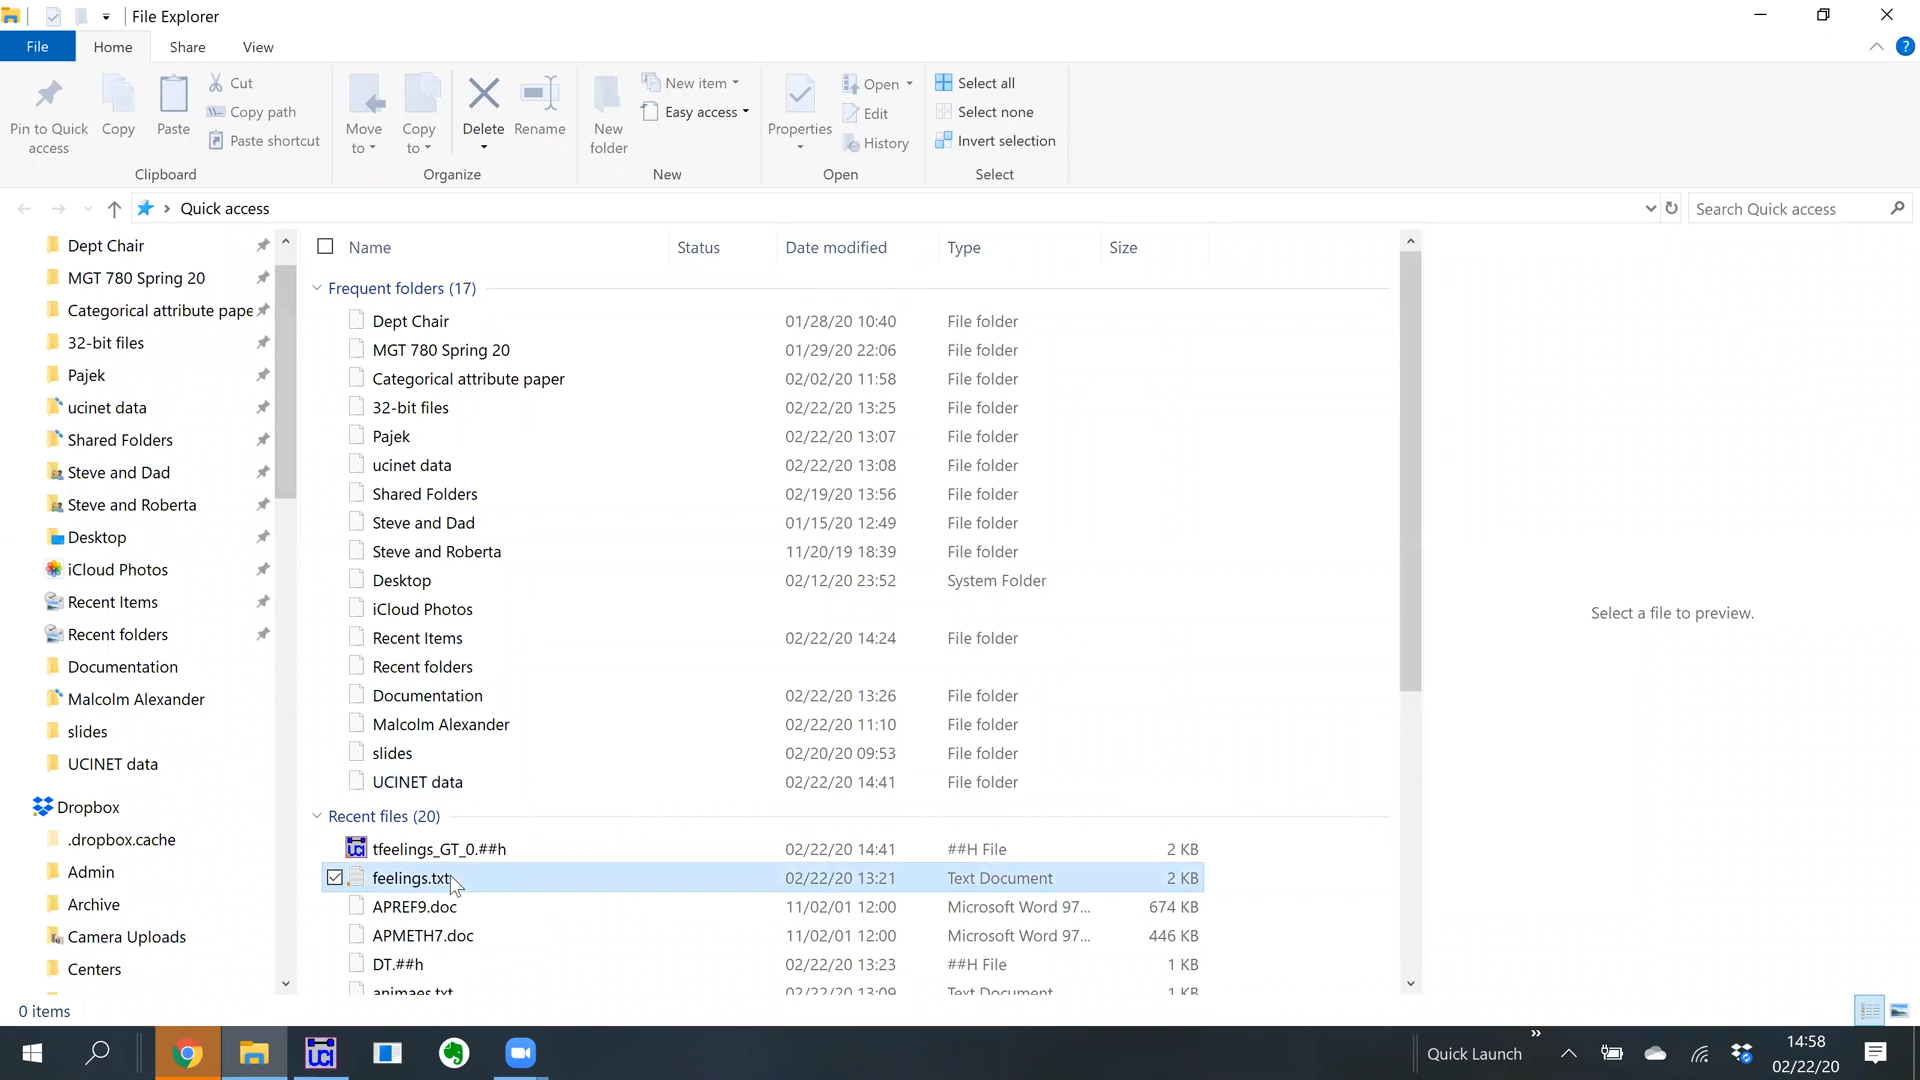 File Explorer
File Home Share View
Pin to Quick access
Copy
Paste
Cut
Copy path
Paste shortcut
Clipboard
Move to
Copy to
Delete
Rename
Organize
New folder
New item
Easy access
New
Properties
Open
Edit
History
Open
Select all
Select none
Invert selection
Select
Quick access
Search Quick access
Dept Chair
MGT 780 Spring 20
Categorical attribute pape
32-bit files
Pajek
ucinet data
Shared Folders
Steve and Dad
Steve and Roberta
Desktop
iCloud Photos
Recent Items
Recent folders
Documentation
Malcolm Alexander
slides
UCINET data
Dropbox
.dropbox.cache
Admin
Archive
Camera Uploads
Centers
Name Status Date modified Type Size
Frequent folders (17)
Dept Chair 01/28/20 10:40 File folder
MGT 780 Spring 20 01/29/20 22:06 File folder
Categorical attribute paper 02/02/20 11:58 File folder
32-bit files 02/22/20 13:25 File folder
Pajek 02/22/20 13:07 File folder
ucinet data 02/22/20 13:08 File folder
Shared Folders 02/19/20 13:56 File folder
Steve and Dad 01/15/20 12:49 File folder
Steve and Roberta 11/20/19 18:39 File folder
Desktop 02/12/20 23:52 System Folder
iCloud Photos
Recent Items 02/22/20 14:24 File folder
Recent folders
Documentation 02/22/20 13:26 File folder
Malcolm Alexander 02/22/20 11:10 File folder
slides 02/20/20 09:53 File folder
UCINET data 02/22/20 14:41 File folder
Recent files (20)
tfeelings_GT_0.##h 02/22/20 14:41 ##H File 2 KB
feelings.txt 02/22/20 13:21 Text Document 2 KB
APREF9.doc 11/02/01 12:00 Microsoft Word 97... 674 KB
APMETH7.doc 11/02/01 12:00 Microsoft Word 97... 446 KB
DT.##h 02/22/20 13:23 ##H File 1 KB
animaes.txt 02/22/20 13:09 Text Document 1 KB
Select a file to preview.
0 items
UCI
Quick Launch
14:58
02/22/20